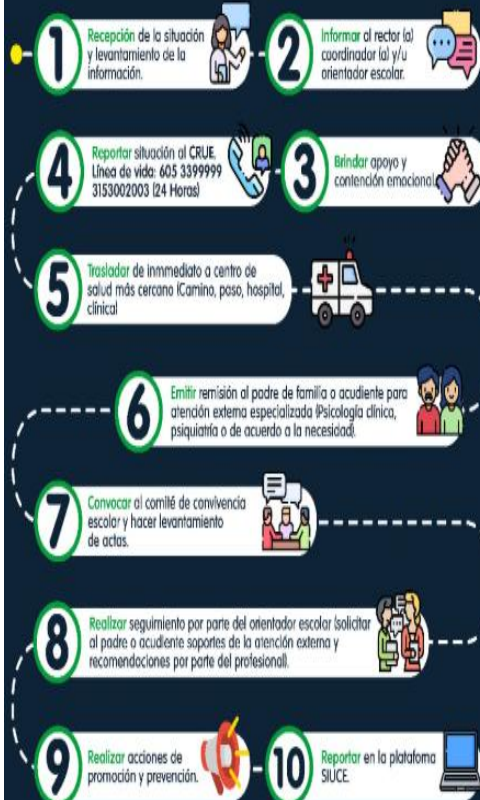 1
Recepción de la situación
y levantamiento de la
información.
2
Informar al rector (a)
coordinador (a) y/u
orientador escolar.
3
Brindar apoyo y
contención emocional.
4
Reportar situación al CRUE.
Línea de vida: 605 3399999
3153002003 (24 Horas)
5
Trasladar de inmmediato a centro de
salud más cercano (Camino, paso, hospital,
clínica)
6
Emitir remisión al padre de familia o acudiente para
atención externa especializada (Psicología clínica,
psiquiatría o de acuerdo a la necesidad).
7
Convocar al comité de convivencia
escolar y hacer levantamiento
de actas.
8
Realizar seguimiento por parte del orientador escolar (solicitar
al padre o acudiente soportes de la atención externa y
recomendaciones por parte del profesional).
9
Realizar acciones de
promoción y prevención.
10
Reportar en la plataforma
SIUCE.